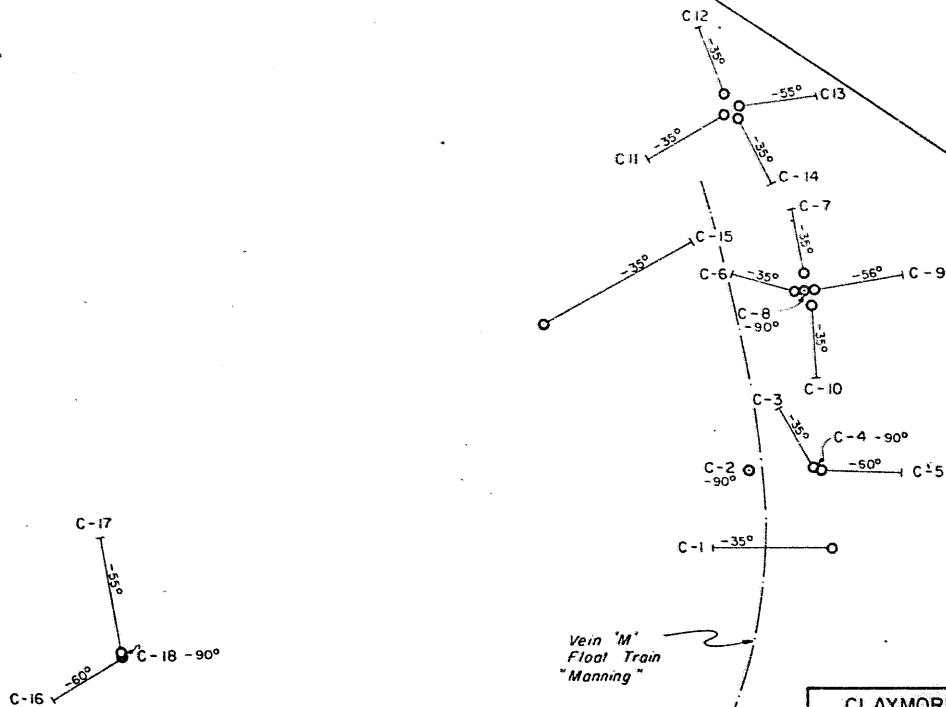 C12
-35°
-55°
C13
-35°
C11
-35°
C-14
C-7
-35°
C-15
-35°
C-6
-35°
-56°
C-9
C-8
-90°
-35°
C-10
C-3
-35°
C-4 -90°
C-2
-90°
-60°
C-5
C-17
C-1
-35°
-55°
Vein "M"
Float Train
"Manning"
C-18 -90°
-60°
C-16